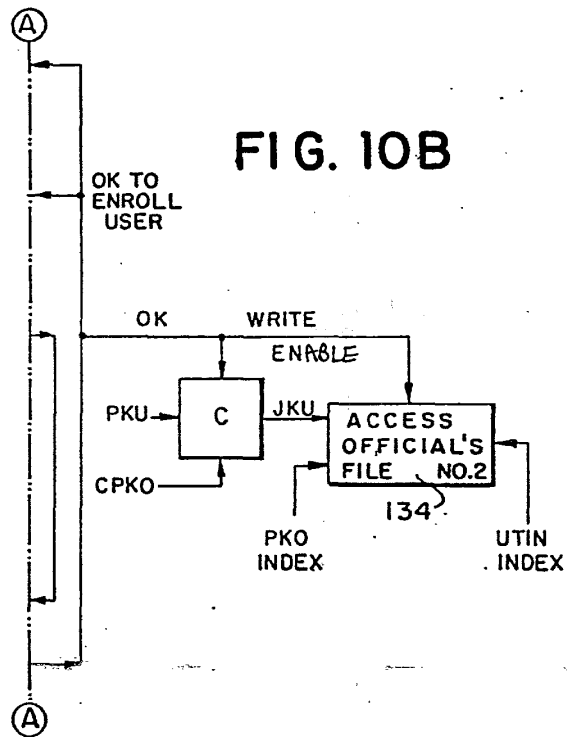 A
FIG. 10B
OK TO
ENROLL
USER
OK
WRITE
ENABLE
PKU
C
JKU
ACCESS
OFFICIAL'S
FILE NO.2
CPKO
134
PKO
INDEX
UTIN
INDEX
A